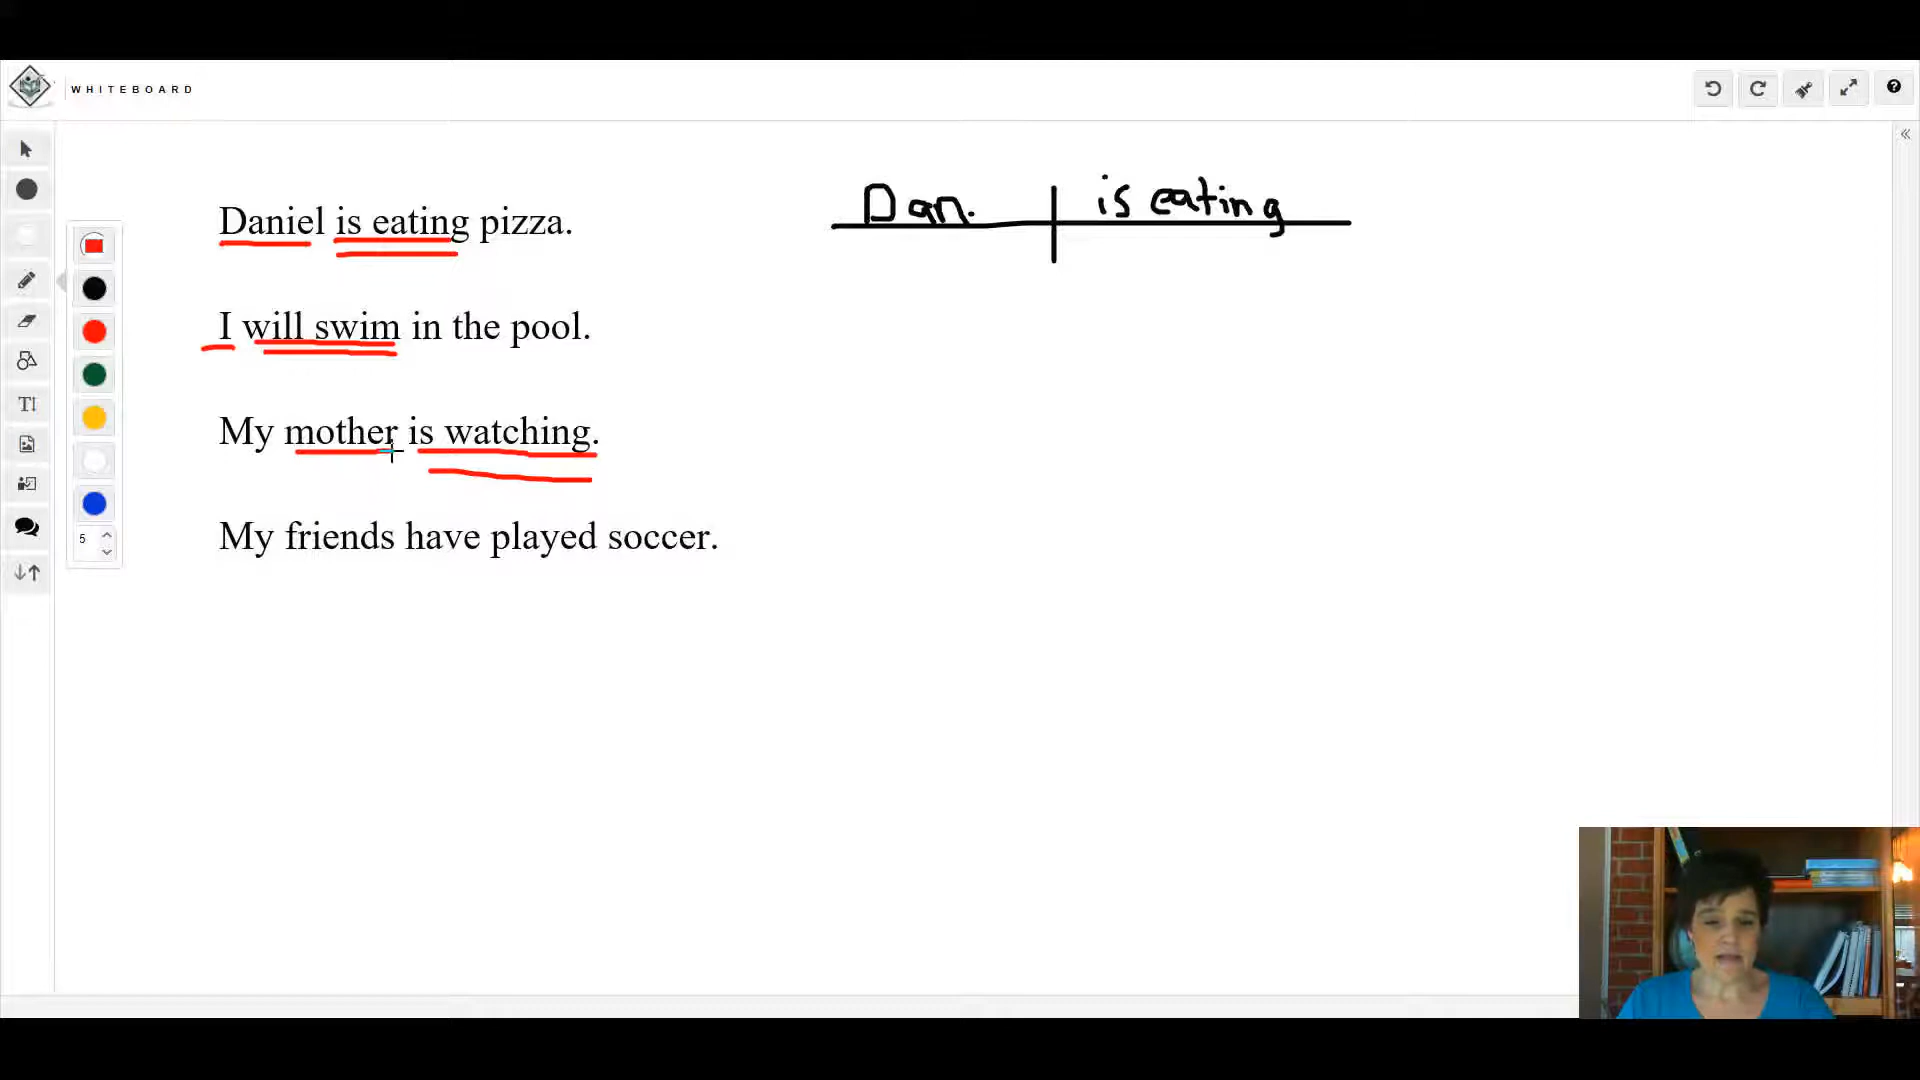 WHITEBOARD
Daniel is eating pizza.
Dan. is eating
I will swim in the pool.
My mother is watching.
My friends have played soccer.
5